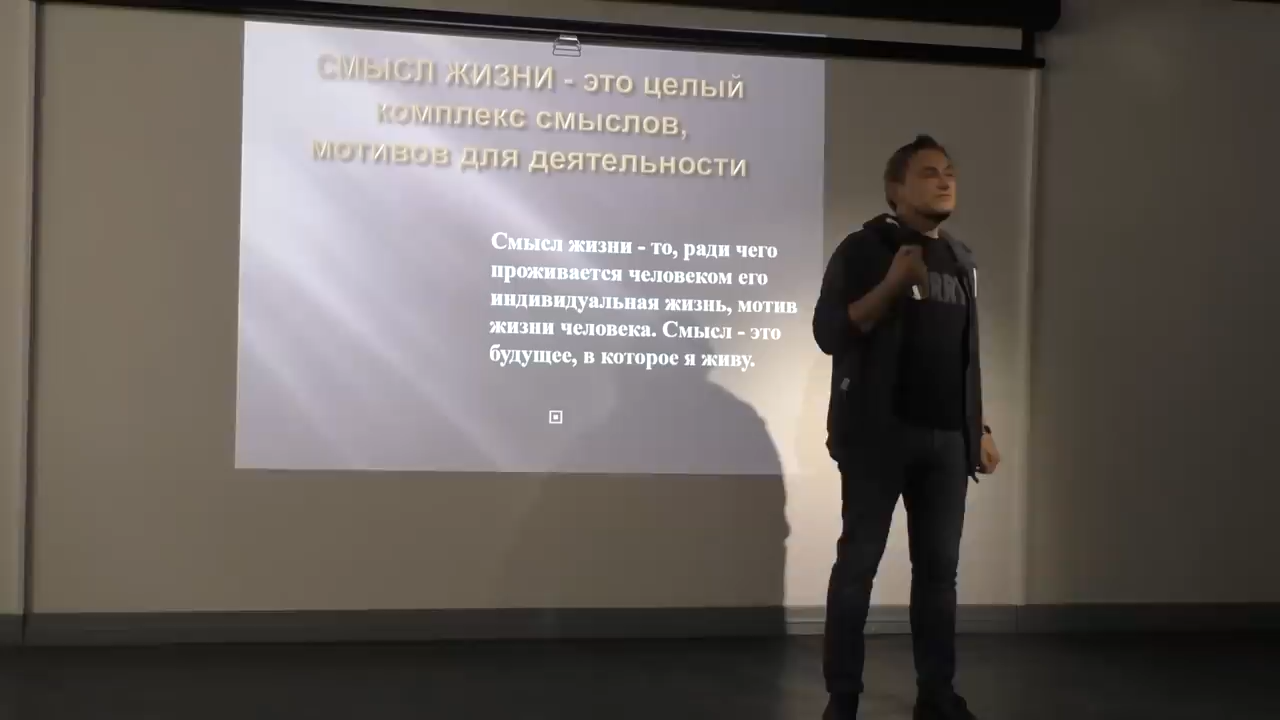 СМЫСЛ ЖИЗНИ - это целый
комплекс смыслов,
мотивов для деятельности
Смысл жизни - то, ради чего
проживается человеком его
индивидуальная жизнь, мотив
жизни человека. Смысл - это
будущее, в которое я живу.